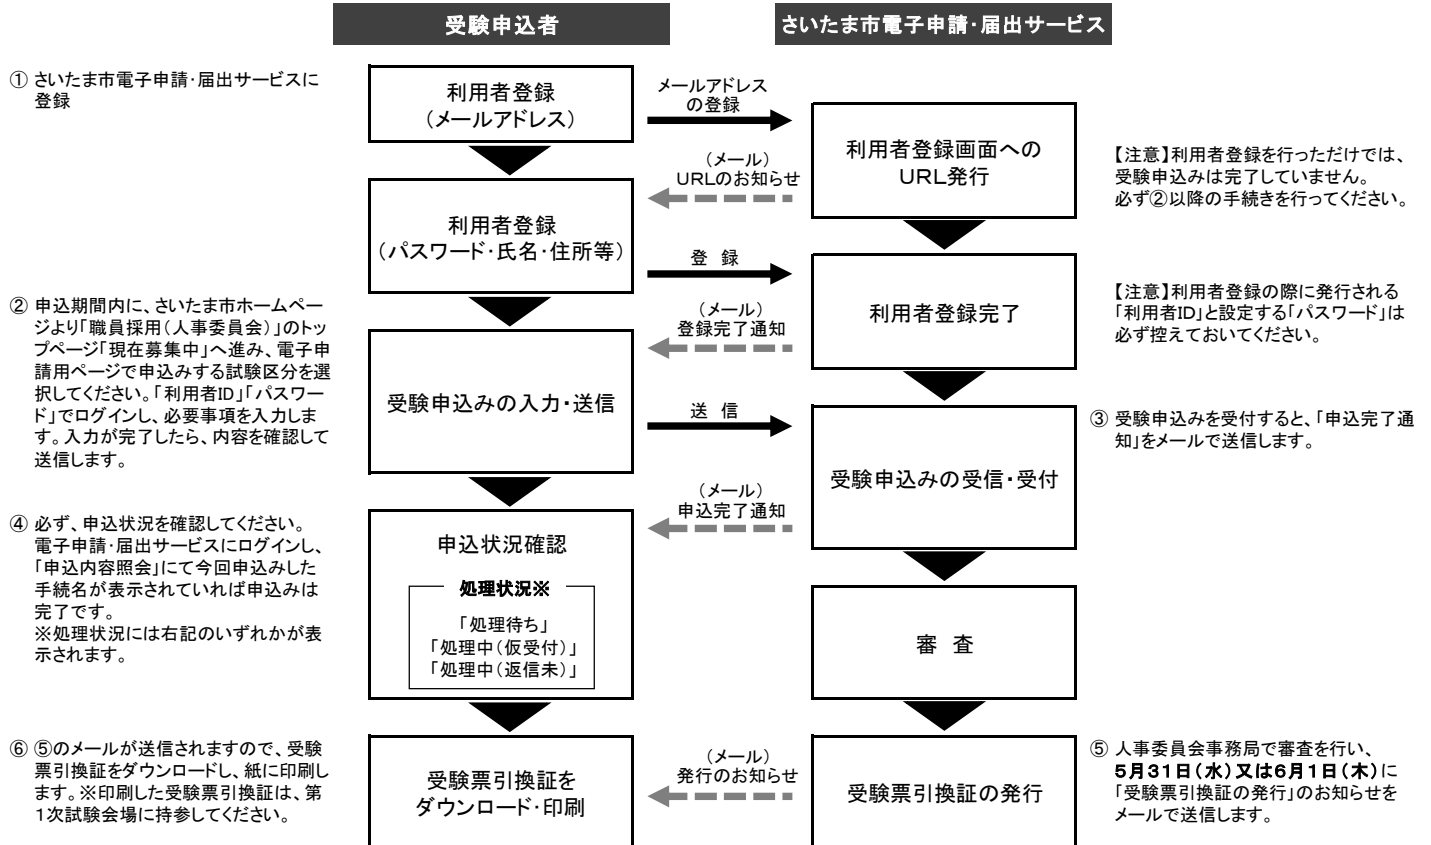 受験申込者
さいたま市電子申請・届出サービス
① さいたま市電子申請・届出サービスに
登録
利用者登録
（メールアドレス）
メールアドレス
の登録
利用者登録画面への
ＵＲＬ発行
（メール）
ＵＲＬのお知らせ
【注意】利用者登録を行っただけでは、
受験申込みは完了していません。
必ず②以降の手続きを行ってください。
利用者登録
（パスワード・氏名・住所等）
登　録
利用者登録完了
（メール）
登録完了通知
【注意】利用者登録の際に発行される
「利用者ID」と設定する「パスワード」は
必ず控えておいてください。
② 申込期間内に、さいたま市ホームペー
ジより「職員採用（人事委員会）」のトッ
プページ「現在募集中」へ進み、電子申
請用ページで申込みする試験区分を選
択してください。「利用者ID」「パスワー
ド」でログインし、必要事項を入力しま
す。入力が完了したら、内容を確認して
送信します。
受験申込みの入力・送信
送　信
受験申込みの受信・受付
③ 受験申込みを受付すると、「申込完了通
知」をメールで送信します。
（メール）
申込完了通知
④ 必ず、申込状況を確認してください。
電子申請・届出サービスにログインし、
「申込内容照会」にて今回申込みした
手続名が表示されていれば申込みは
完了です。
※処理状況には右記のいずれかが表
示されます。
申込状況確認
処理状況※
「処理待ち」
「処理中（仮受付）」
「処理中（返信未）」
審　査
⑥ ⑤のメールが送信されますので、受験
票引換証をダウンロードし、紙に印刷し
ます。※印刷した受験票引換証は、第
１次試験会場に持参してください。
受験票引換証を
ダウンロード・印刷
（メール）
発行のお知らせ
受験票引換証の発行
⑤ 人事委員会事務局で審査を行い、
５月３１日（水）又は６月１日（木）に
「受験票引換証の発行」のお知らせを
メールで送信します。